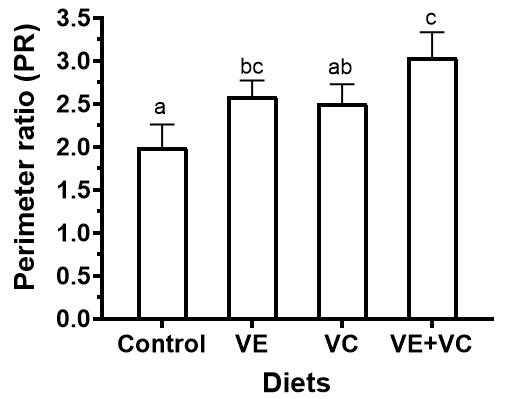 Perimeter ratio (PR)
3.5
3.0
2.5
2.0
1.5
1.0
0.5
0.0
a
bc
ab
c
Control VE VC VE+VC
Diets